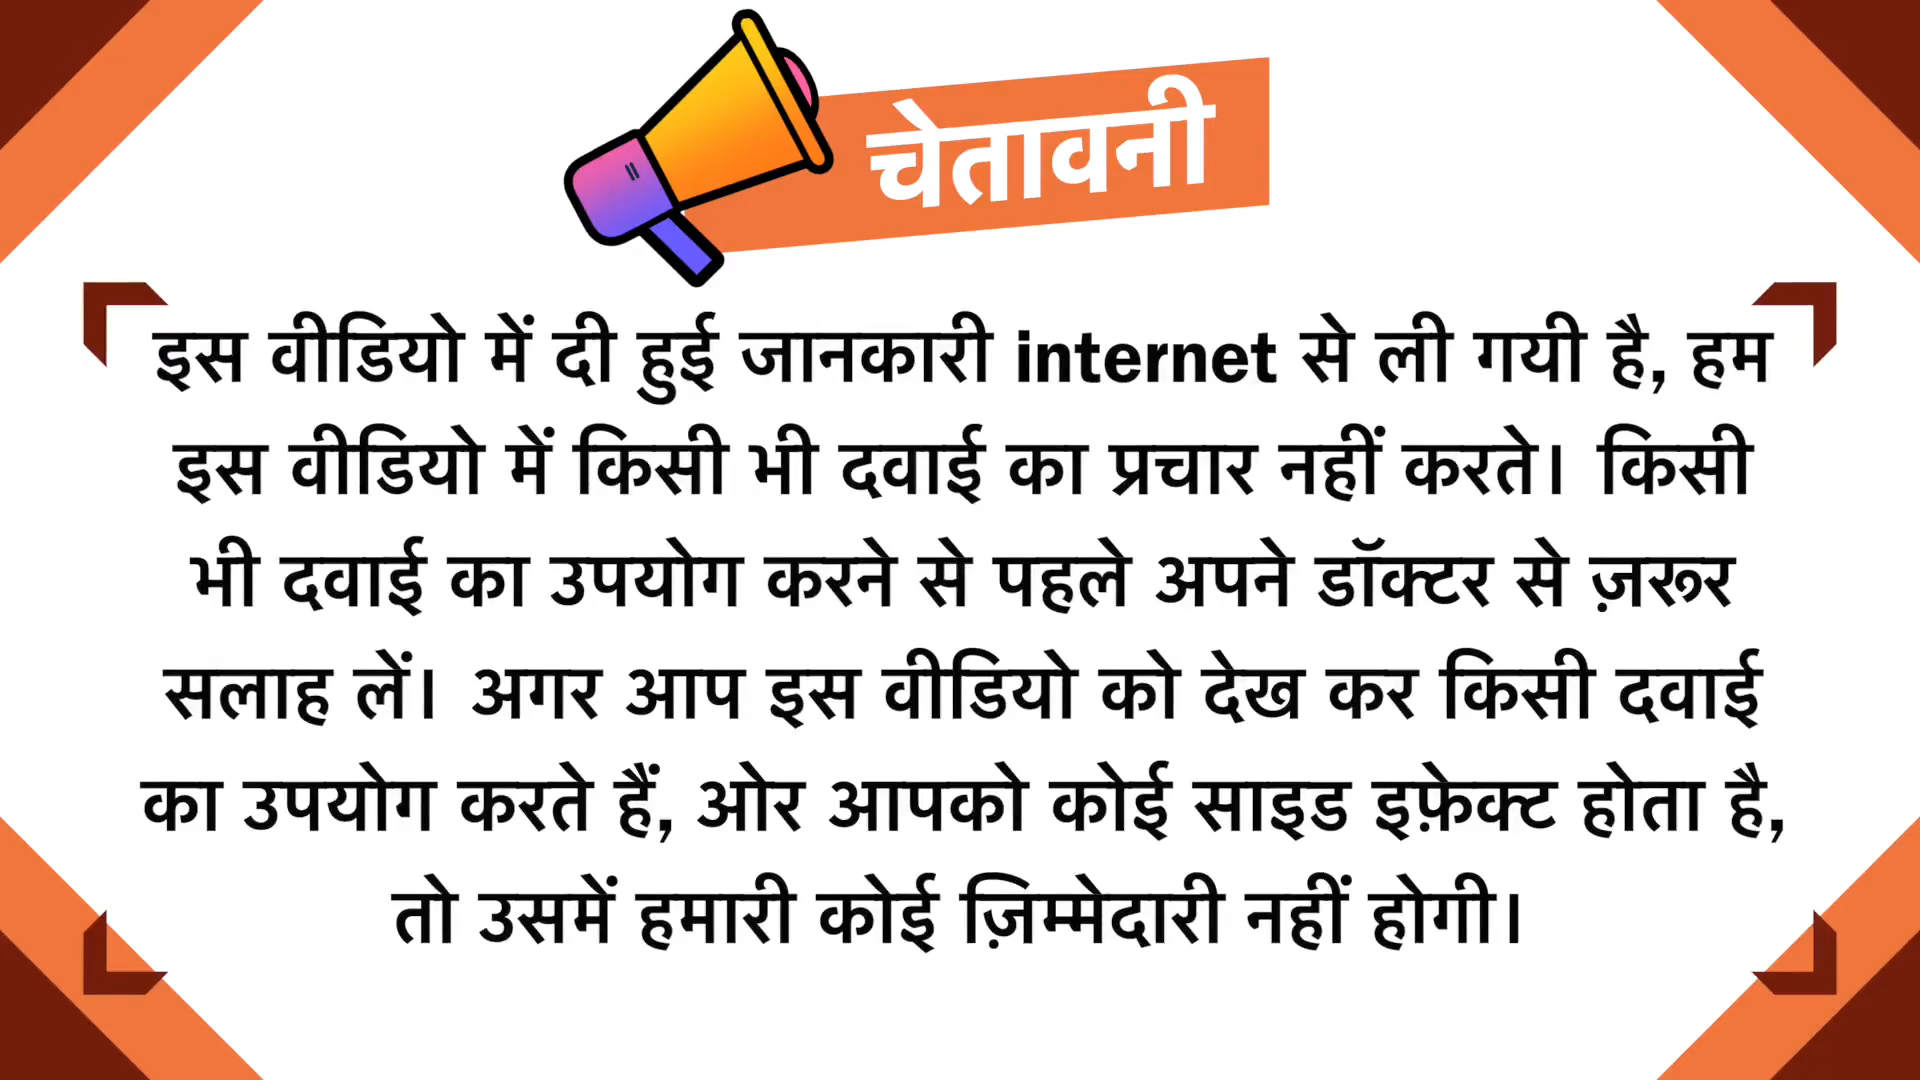 चेतावनी
इस वीडियो में दी हुई जानकारी internet से ली गयी है, हम
इस वीडियो में किसी भी दवाई का प्रचार नहीं करते। किसी
भी दवाई का उपयोग करने से पहले अपने डॉक्टर से ज़रूर
सलाह लें। अगर आप इस वीडियो को देख कर किसी दवाई
का उपयोग करते हैं, ओर आपको कोई साइड इफ़ेक्ट होता है,
तो उसमें हमारी कोई ज़िम्मेदारी नहीं होगी।